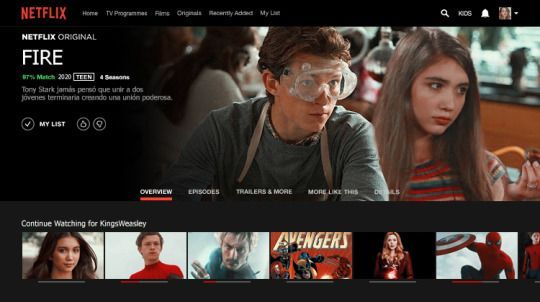 NETFLIX Home TV Programmes Films Originals Recently Added My List KIDS
NETFLIX ORIGINAL
FIRE
97% Match 2020 TEEN 4 Seasons
Tony Stark jamás persó que unir a dos
jóvenes terminaria creando una unión poderosa.
MY LIST
OVERVIEW EPISODES TRAILERS & MORE MORE LIKE THIS DETAILS
Continue Watching for KingsWeasley
AVENGERS